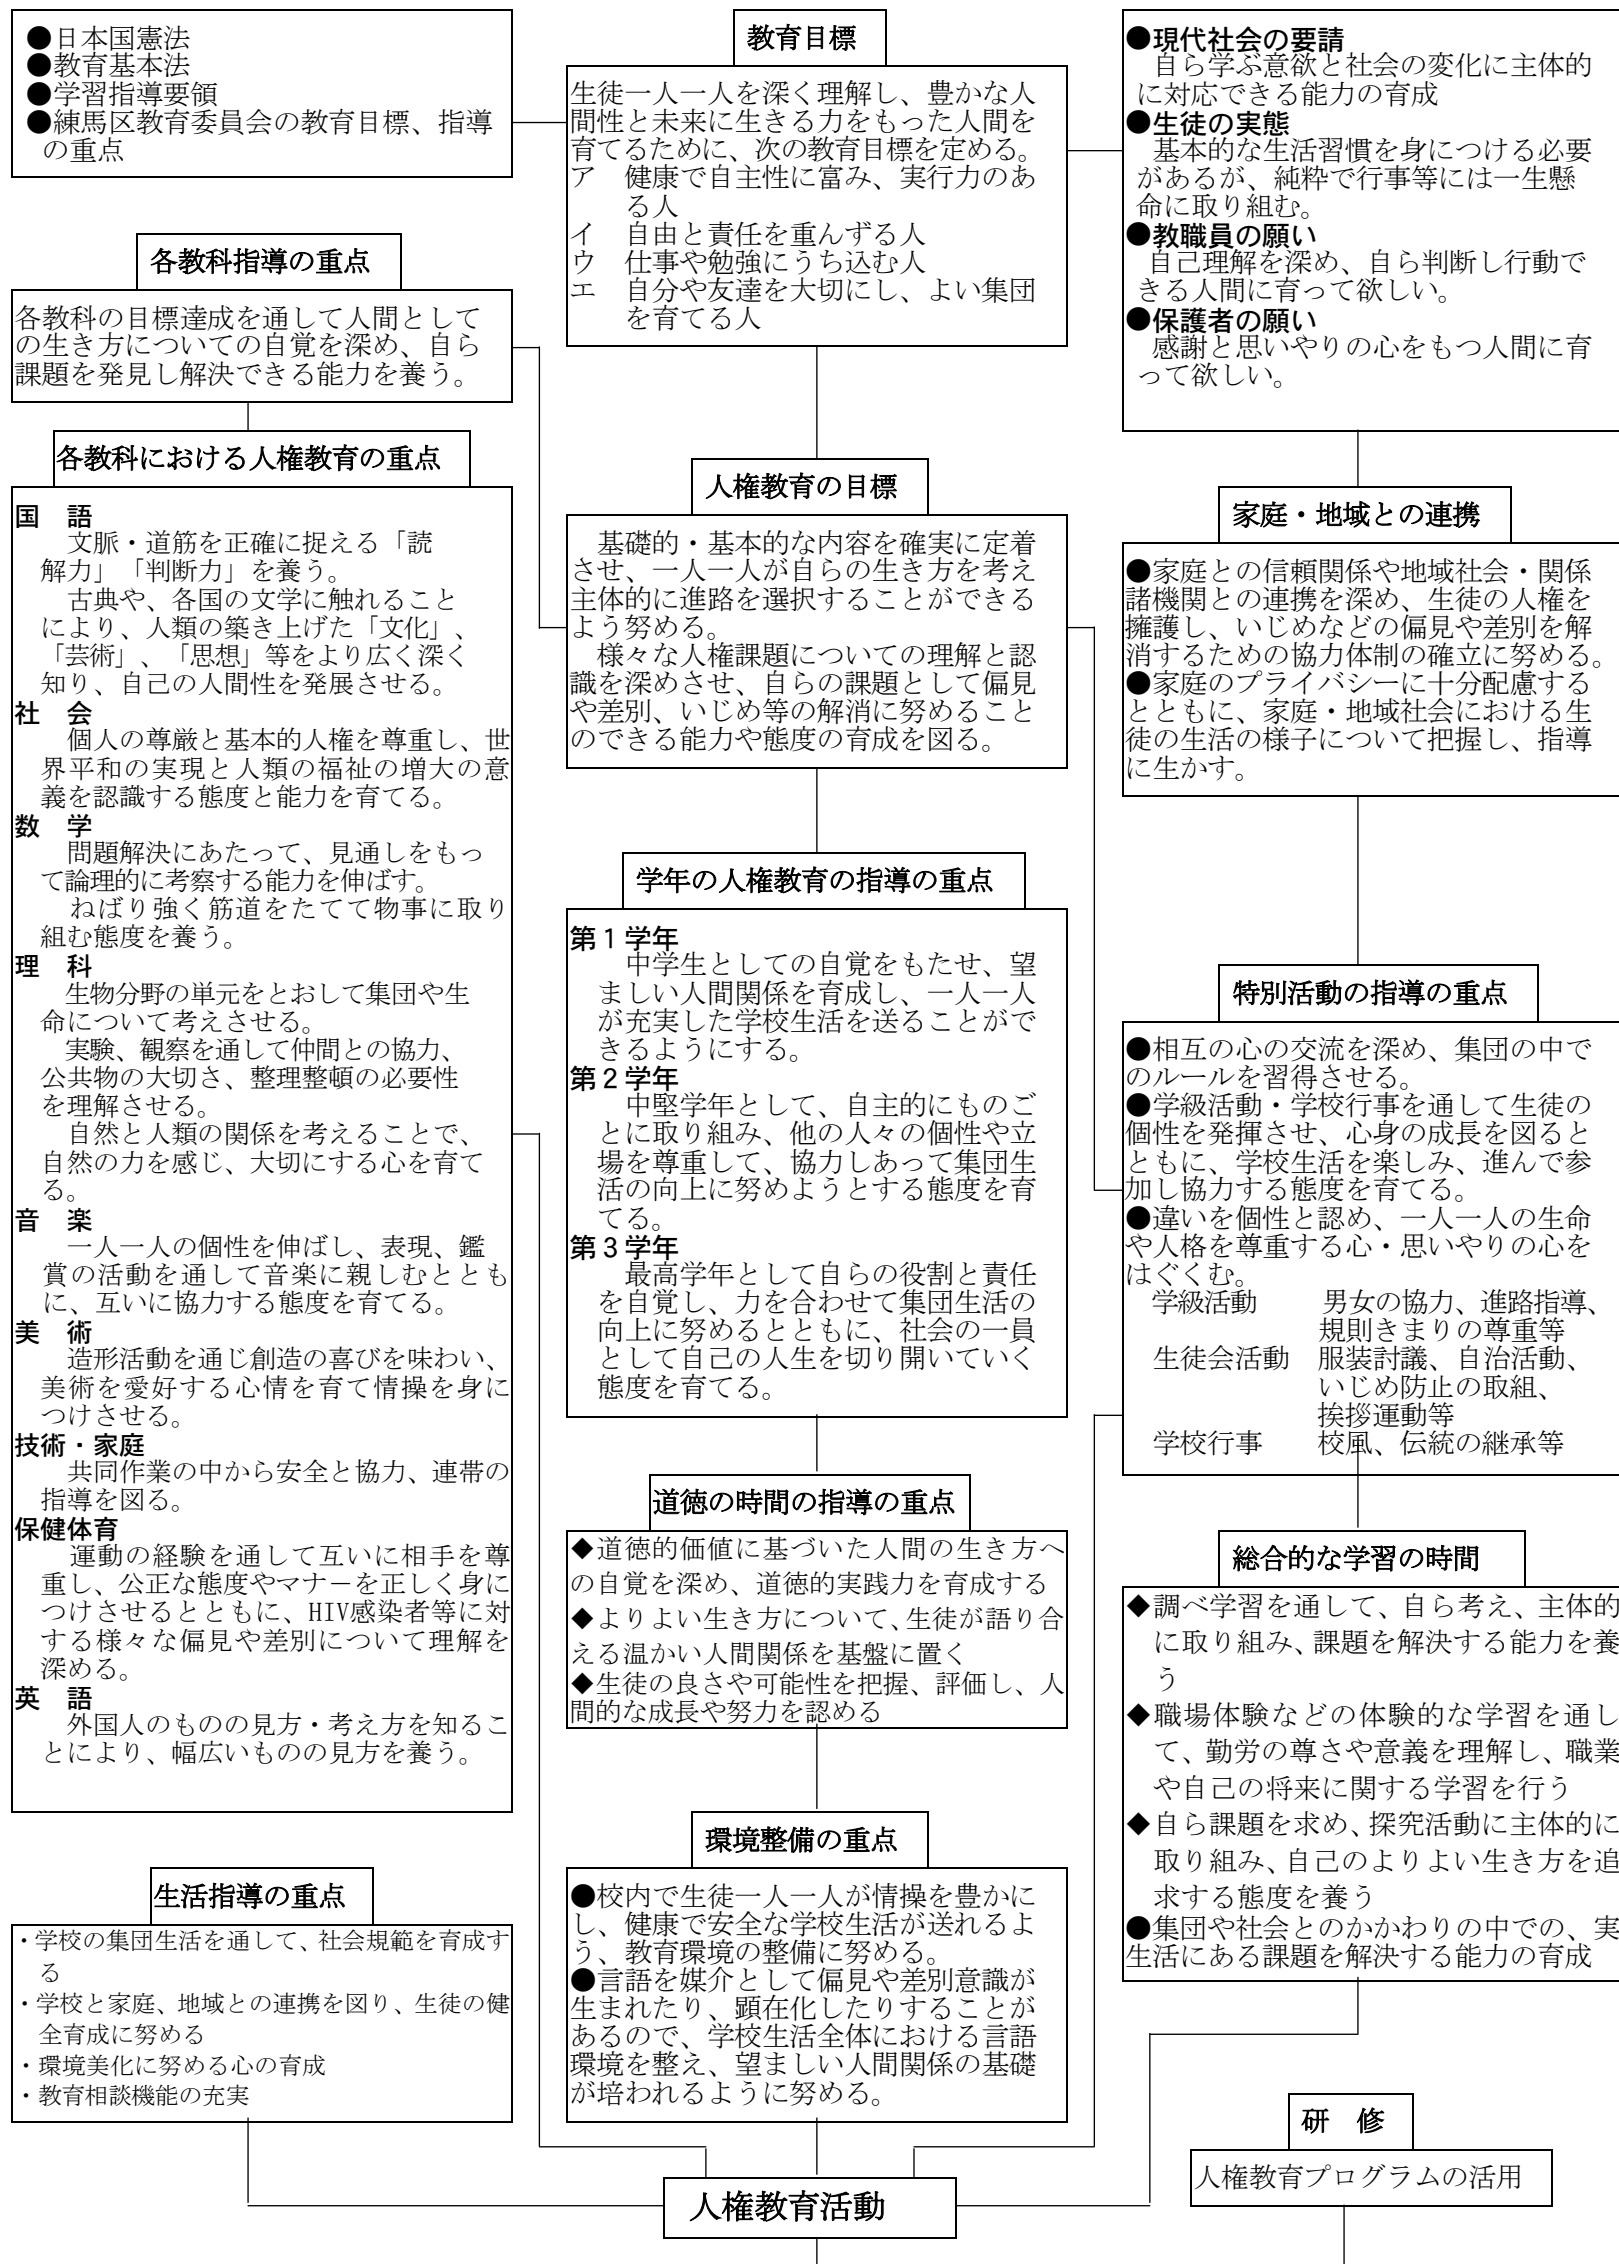 ●日本国憲法
●教育基本法
●学習指導要領
●練馬区教育委員会の教育目標、指導
の重点
教育目標
生徒一人一人を深く理解し、豊かな人
間性と未来に生きる力をもった人間を
育てるために、次の教育目標を定める。
ア　健康で自主性に富み、実行力のあ
る人
イ　自由と責任を重んずる人
ウ　仕事や勉強にうち込む人
エ　自分や友達を大切にし、よい集団
を育てる人
●現代社会の要請
自ら学ぶ意欲と社会の変化に主体的
に対応できる能力の育成
●生徒の実態
基本的な生活習慣を身につける必要
があるが、純粋で行事等には一生懸
命に取り組む。
●教職員の願い
自己理解を深め、自ら判断し行動で
きる人間に育って欲しい。
●保護者の願い
感謝と思いやりの心をもつ人間に育
って欲しい。
各教科指導の重点
各教科の目標達成を通して人間として
の生き方についての自覚を深め、自ら
課題を発見し解決できる能力を養う。
各教科における人権教育の重点
国　語
文脈・道筋を正確に捉える「読
解力」「判断力」を養う。
古典や、各国の文学に触れること
により、人類の築き上げた「文化」、
「芸術」、「思想」等をより広く深く
知り、自己の人間性を発展させる。
社　会
個人の尊厳と基本的人権を尊重し、世
界平和の実現と人類の福祉の増大の意
義を認識する態度と能力を育てる。
数　学
問題解決にあたって、見通しをもっ
て論理的に考察する能力を伸ばす。
ねばり強く筋道をたてて物事に取り
組む態度を養う。
理　科
生物分野の単元をとおして集団や生
命について考えさせる。
実験、観察を通して仲間との協力、
公共物の大切さ、整理整頓の必要性
を理解させる。
自然と人類の関係を考えることで、
自然の力を感じ、大切にする心を育て
る。
音　楽
一人一人の個性を伸ばし、表現、鑑
賞の活動を通して音楽に親しむととも
に、互いに協力する態度を育てる。
美　術
造形活動を通じ創造の喜びを味わい、
美術を愛好する心情を育て情操を身に
つけさせる。
技術・家庭
共同作業の中から安全と協力、連帯の
指導を図る。
保健体育
運動の経験を通して互いに相手を尊
重し、公正な態度やマナーを正しく身に
つけさせるとともに、HIV感染者等に対
する様々な偏見や差別について理解を
深める。
英　語
外国人のものの見方・考え方を知るこ
とにより、幅広いものの見方を養う。
人権教育の目標
基礎的・基本的な内容を確実に定着
させ、一人一人が自らの生き方を考え
主体的に進路を選択することができる
よう努める。
様々な人権課題についての理解と認
識を深めさせ、自らの課題として偏見
や差別、いじめ等の解消に努めること
のできる能力や態度の育成を図る。
家庭・地域との連携
●家庭との信頼関係や地域社会・関係
諸機関との連携を深め、生徒の人権を
擁護し、いじめなどの偏見や差別を解
消するための協力体制の確立に努める。
●家庭のプライバシーに十分配慮する
とともに、家庭・地域社会における生
徒の生活の様子について把握し、指導
に生かす。
学年の人権教育の指導の重点
第１学年
中学生としての自覚をもたせ、望
ましい人間関係を育成し、一人一人
が充実した学校生活を送ることがで
きるようにする。
第２学年
中堅学年として、自主的にものご
とに取り組み、他の人々の個性や立
場を尊重して、協力しあって集団生
活の向上に努めようとする態度を育
てる。
第３学年
最高学年として自らの役割と責任
を自覚し、力を合わせて集団生活の
向上に努めるとともに、社会の一員
として自己の人生を切り開いていく
態度を育てる。
特別活動の指導の重点
●相互の心の交流を深め、集団の中で
のルールを習得させる。
●学級活動・学校行事を通して生徒の
個性を発揮させ、心身の成長を図ると
ともに、学校生活を楽しみ、進んで参
加し協力する態度を育てる。
●違いを個性と認め、一人一人の生命
や人格を尊重する心・思いやりの心を
はぐくむ。
学級活動　男女の協力、進路指導、
規則きまりの尊重等
生徒会活動　服装討議、自治活動、
いじめ防止の取組、
挨拶運動等
学校行事　校風、伝統の継承等
道徳の時間の指導の重点
◆道徳的価値に基づいた人間の生き方へ
の自覚を深め、道徳的実践力を育成する
◆よりよい生き方について、生徒が語り合
える温かい人間関係を基盤に置く
◆生徒の良さや可能性を把握、評価し、人
間的な成長や努力を認める
総合的な学習の時間
◆調べ学習を通して、自ら考え、主体的
に取り組み、課題を解決する能力を養
う
◆職場体験などの体験的な学習を通し
て、勤労の尊さや意義を理解し、職業
や自己の将来に関する学習を行う
◆自ら課題を求め、探究活動に主体的に
取り組み、自己のよりよい生き方を追
求する態度を養う
●集団や社会とのかかわりの中での、実
生活にある課題を解決する能力の育成
環境整備の重点
●校内で生徒一人一人が情操を豊かに
し、健康で安全な学校生活が送れるよ
う、教育環境の整備に努める。
●言語を媒介として偏見や差別意識が
生まれたり、顕在化したりすることが
あるので、学校生活全体における言語
環境を整え、望ましい人間関係の基礎
が培われるように努める。
生活指導の重点
・学校の集団生活を通して、社会規範を育成す
る
・学校と家庭、地域との連携を図り、生徒の健
全育成に努める
・環境美化に努める心の育成
・教育相談機能の充実
研　修
人権教育プログラムの活用
人権教育活動